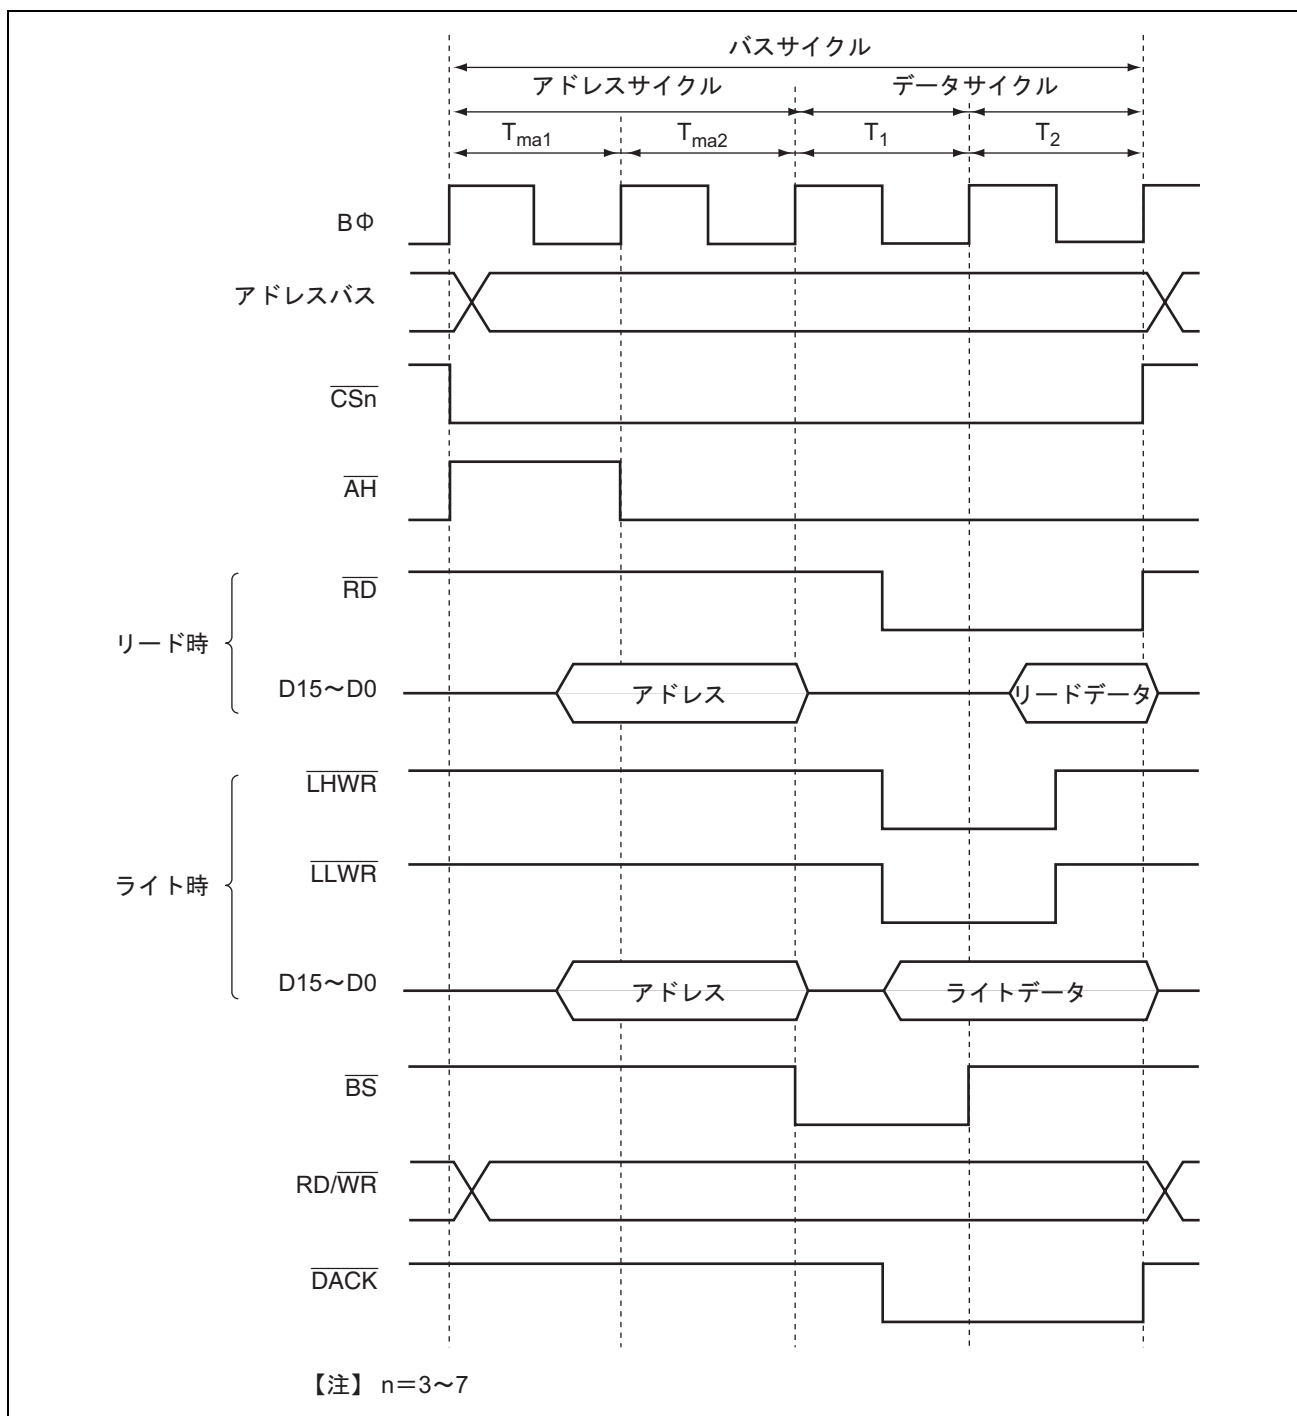 バスサイクル
アドレスサイクル データサイクル
Tma1 Tma2 T1 T2
BΦ
アドレスバス
CSn
AH
リード時
RD
D15～D0 アドレス リードデータ
ライト時
LHWR
LLWR
D15～D0 アドレス ライトデータ
BS
RD/WR
DACK
【注】 n＝3～7